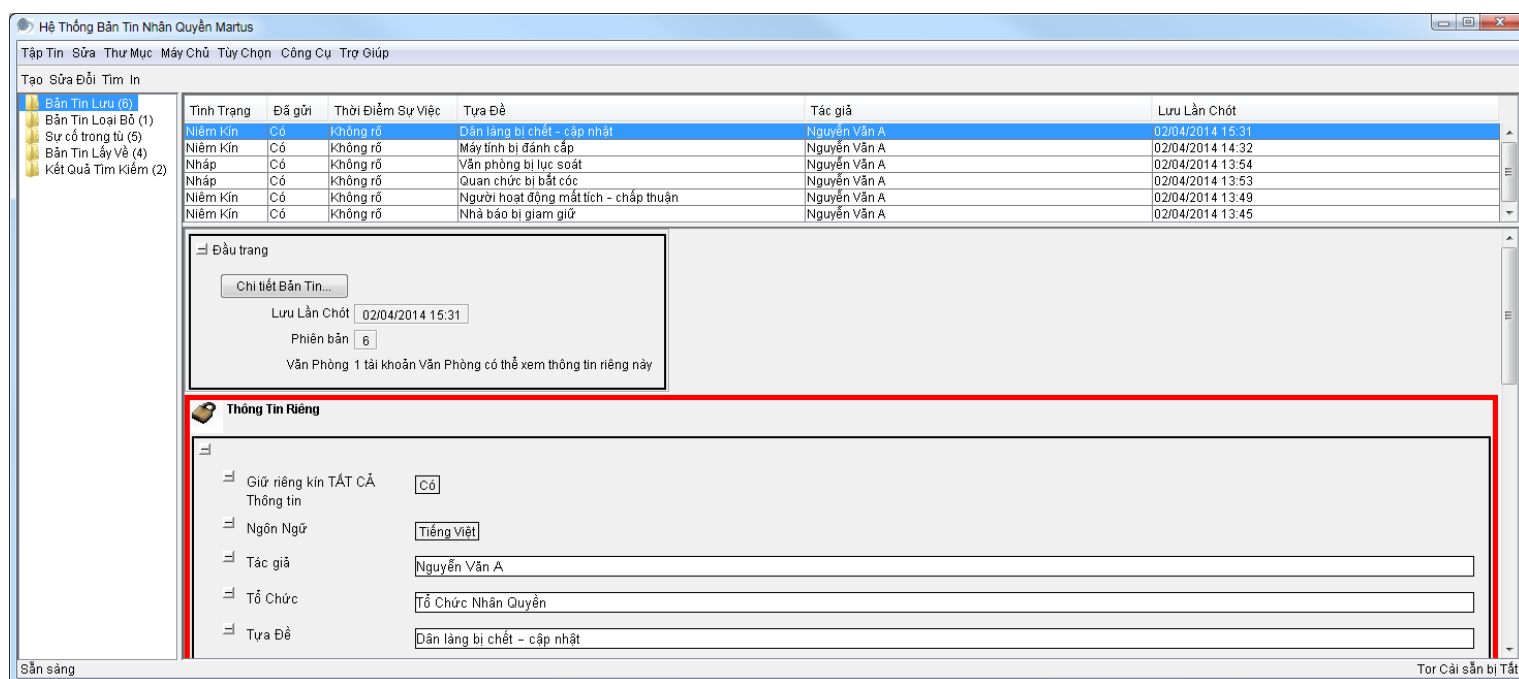 Hệ Thống Bản Tin Nhân Quyền Martus
Tập Tin Sửa Thư Mục Máy Chủ Tùy Chọn Công Cụ Trợ Giúp
Tạo Sửa Đổi Tìm In
Bản Tin Lưu (6)
Bản Tin Loại Bỏ (1)
Sự cố trong tù (5)
Bản Tin Lấy Về (4)
Kết Quả Tìm Kiếm (2)
Tình Trạng Đã gửi Thời Điểm Sự Việc Tựa Đề Tác giả Lưu Lần Chót
Niêm Kín Có Không rõ Dân làng bị chết – cập nhật Nguyễn Văn A 02/04/2014 15:31
Niêm Kín Có Không rõ Máy tính bị đánh cắp Nguyễn Văn A 02/04/2014 14:32
Nháp Có Không rõ Văn phòng bị lục soát Nguyễn Văn A 02/04/2014 13:54
Nháp Có Không rõ Quan chức bị bắt cóc Nguyễn Văn A 02/04/2014 13:53
Niêm Kín Có Không rõ Người hoạt động mất tích – chấp thuận Nguyễn Văn A 02/04/2014 13:49
Niêm Kín Có Không rõ Nhà báo bị giam giữ Nguyễn Văn A 02/04/2014 13:45
Đầu trang
Chi tiết Bản Tin...
Lưu Lần Chót 02/04/2014 15:31
Phiên bản 6
Văn Phòng 1 tài khoản Văn Phòng có thể xem thông tin riêng này
Thông Tin Riêng
Giữ riêng kín TẤT CẢ Có
Thông tin
Ngôn Ngữ Tiếng Việt
Tác giả Nguyễn Văn A
Tổ Chức Tổ Chức Nhân Quyền
Tựa Đề Dân làng bị chết – cập nhật
Sẵn sàng Tor Cài sẵn bị Tắt